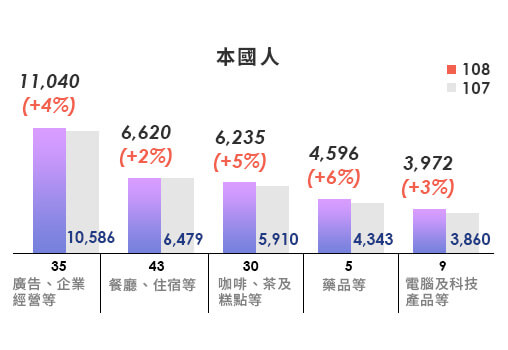 本國人
108
107
11,040
(+4%)
6,620
(+2%)
6,235
(+5%)
4,596
(+6%)
3,972
(+3%)
10,586
6,479
5,910
4,343
3,860
35
43
30
5
9
廣告、企業
經營等
餐廳、住宿等
咖啡、茶及
糕點等
藥品等
電腦及科技
產品等